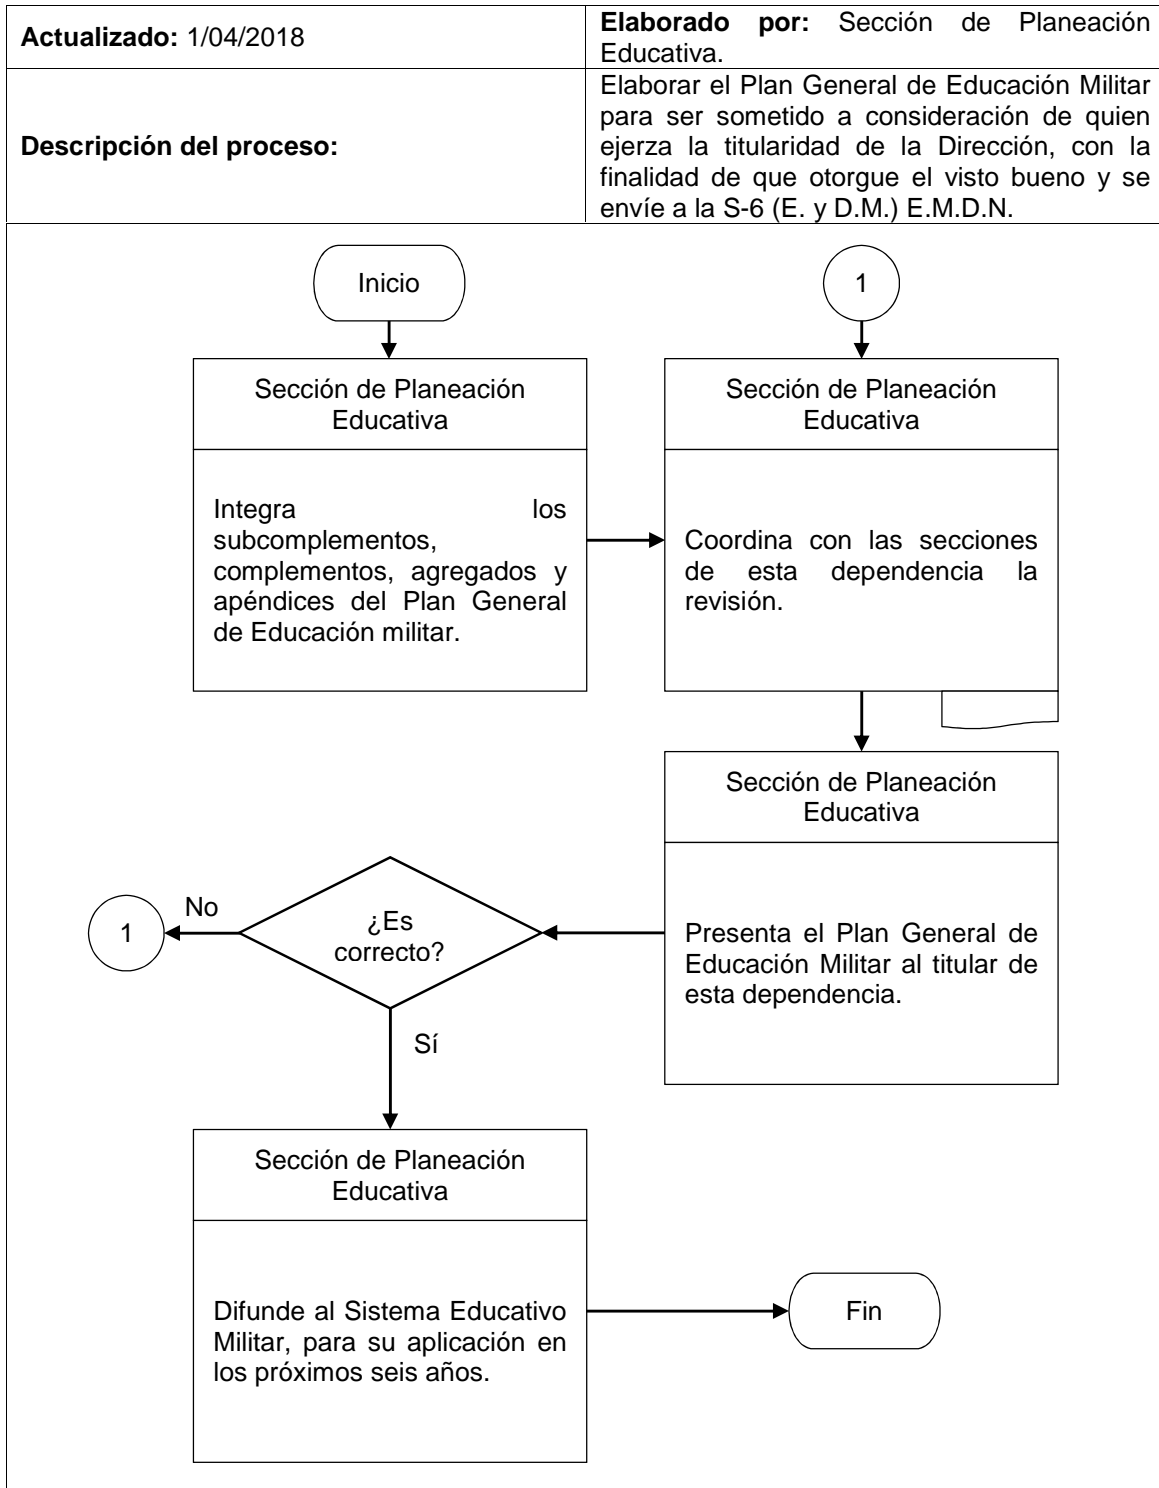 Actualizado: 1/04/2018
Elaborado por: Sección de Planeación
Educativa.
Descripción del proceso:
Elaborar el Plan General de Educación Militar
para ser sometido a consideración de quien
ejerza la titularidad de la Dirección, con la
finalidad de que otorgue el visto bueno y se
envíe a la S-6 (E. y D.M.) E.M.D.N.
Inicio
1
Sección de Planeación
Educativa
Integra los
subcomplementos,
complementos, agregados y
apéndices del Plan General
de Educación militar.
Sección de Planeación
Educativa
Coordina con las secciones
de esta dependencia la
revisión.
Sección de Planeación
Educativa
Presenta el Plan General de
Educación Militar al titular de
esta dependencia.
¿Es
correcto?
No
1
Sí
Sección de Planeación
Educativa
Difunde al Sistema Educativo
Militar, para su aplicación en
los próximos seis años.
Fin